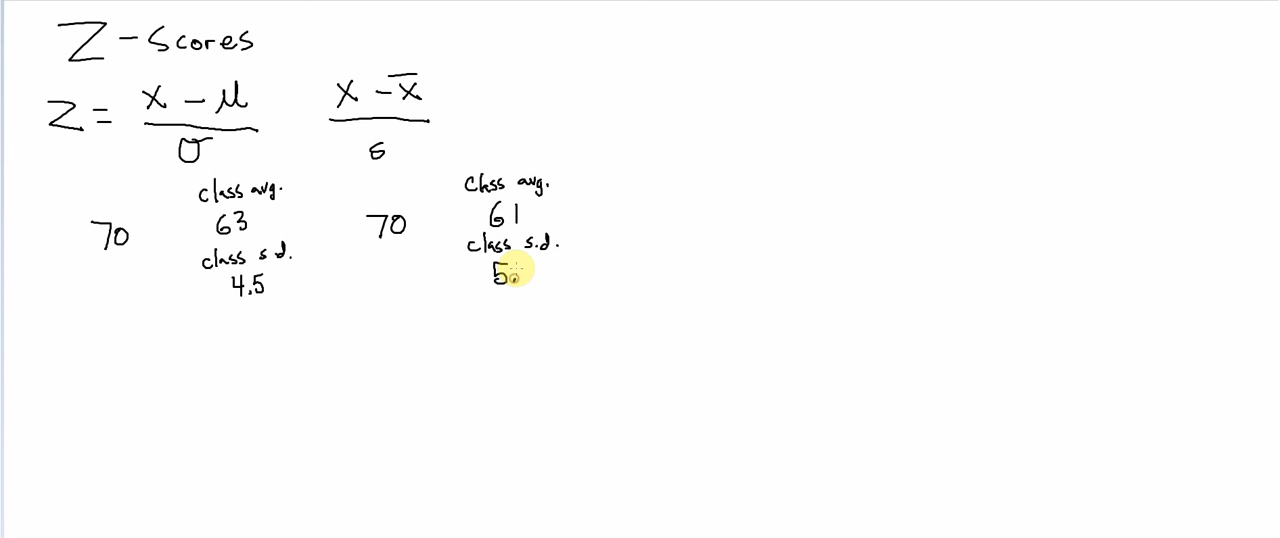 Z - Scores
Z = x - μ / σ    x - x̄ / s
class avg.    class avg.
70    63    70    61
class s.d.    class s.d.
4.5    5.